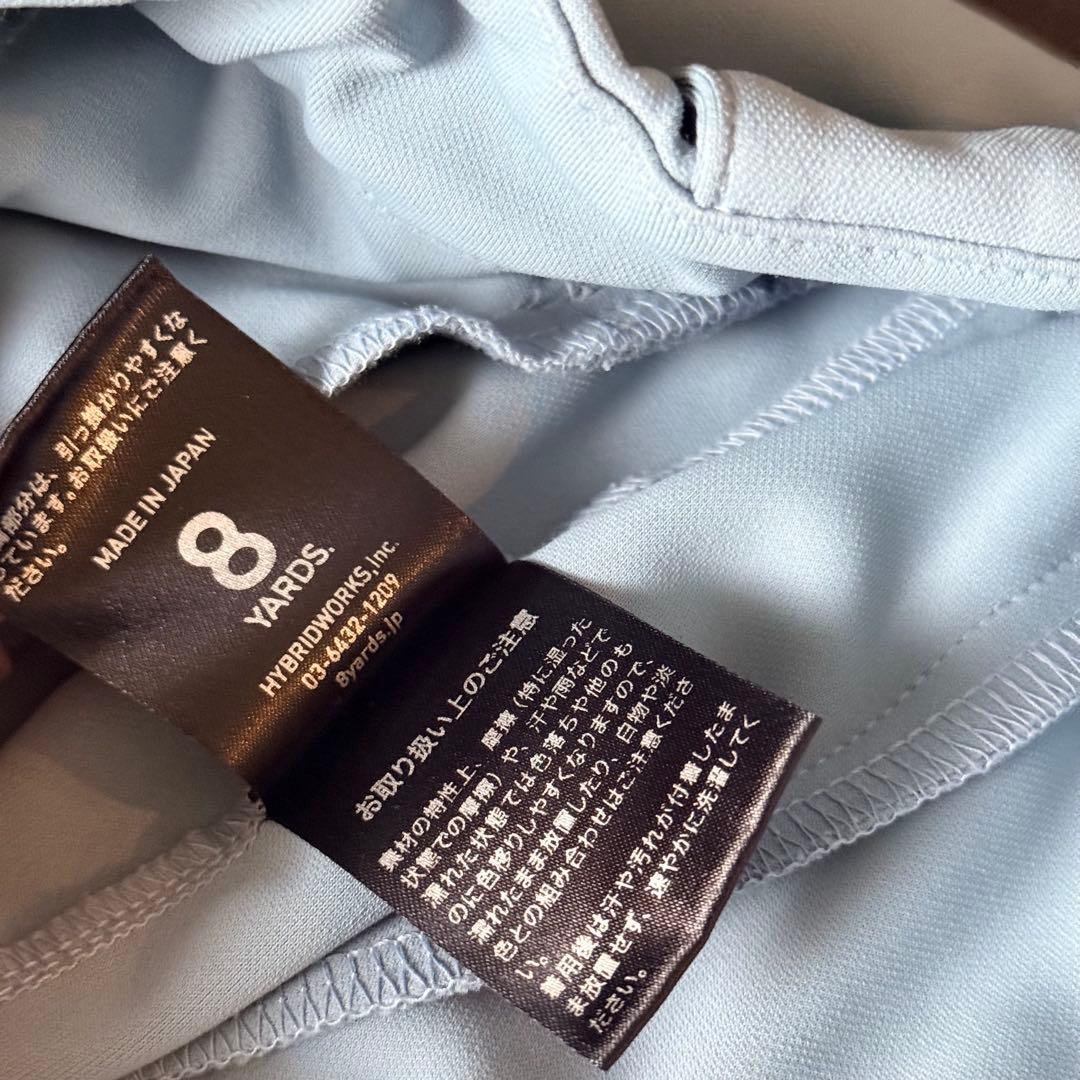 部分は、引っ掛かりやすくな
っています。お取扱いにご注意く
ださい。
MADE IN JAPAN
8
YARDS.
HYBRIDWORKS,Inc.
03-6432-1209
8yards.jp
お取り扱い上のご注意
素材の特性上、摩擦（特に湿った
状態での摩擦）や、汗や雨などで
濡れた状態では色落ちや他のも
のに色移りしやすくなりますので、
濡れたまま放置したり、白物や淡
色との組み合わせはご注意くださ
い。
着用後は汗や汚れが付着したま
ま放置せず、速やかに洗濯してく
ださい。